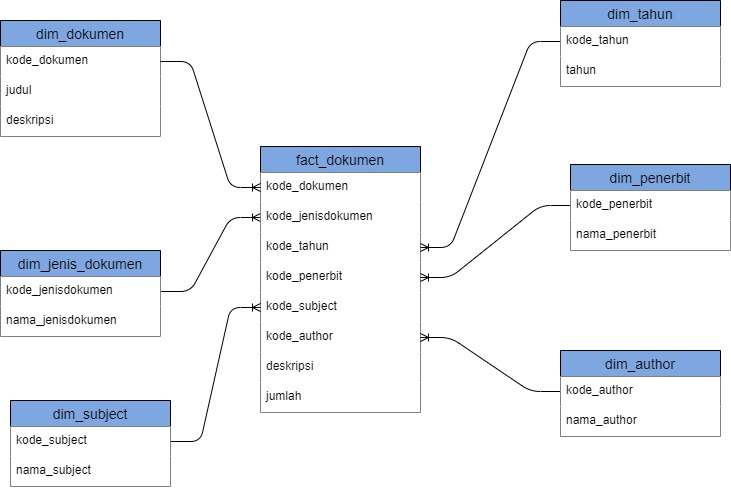 dim_dokumen
kode_dokumen
judul
deskripsi
dim_jenis_dokumen
kode_jenisdokumen
nama_jenisdokumen
dim_subject
kode_subject
nama_subject
fact_dokumen
kode_dokumen
kode_jenisdokumen
kode_tahun
kode_penerbit
kode_subject
kode_author
deskripsi
jumlah
dim_tahun
kode_tahun
tahun
dim_penerbit
kode_penerbit
nama_penerbit
dim_author
kode_author
nama_author